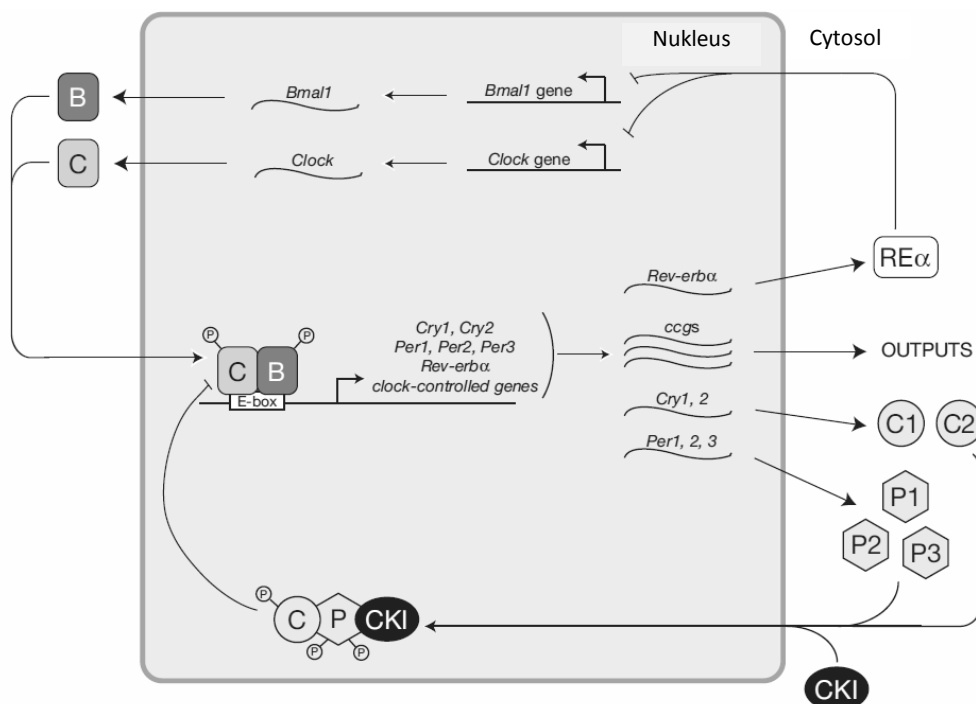 Nukleus
Cytosol
B
Bmal1
Bmal1 gene
C
Clock
Clock gene
REα
Rev-erbα
P
P
C
B
E-box
Cry1, Cry2
Per1, Per2, Per3
Rev-erbα
clock-controlled genes
ccgs
OUTPUTS
Cry1, 2
C1
C2
Per1, 2, 3
P1
P2
P3
P
C
P
CKI
P
P
CKI